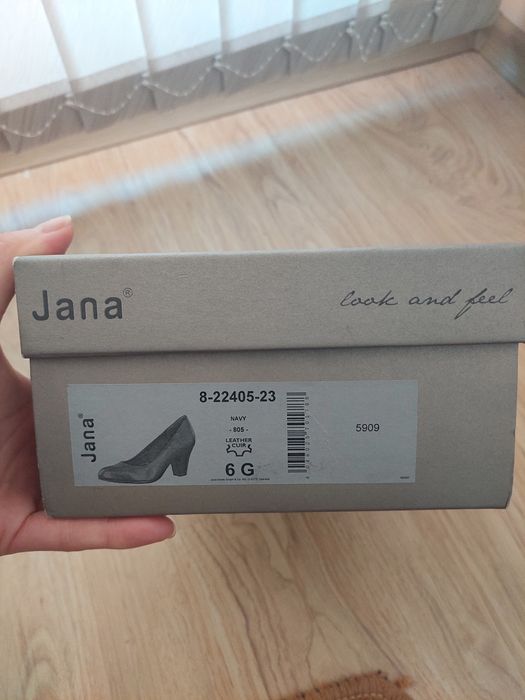 Jana®
look and feel
Jana®
8-22405-23
NAVY
- 805 -
LEATHER
CUIR
6 G
5909